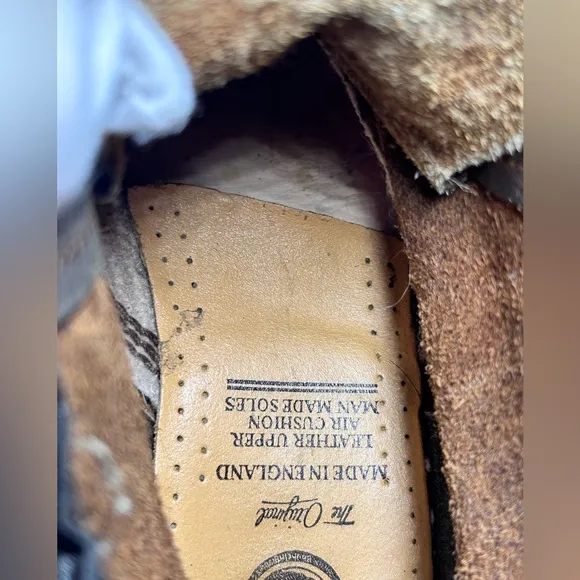 The Original
MADE IN ENGLAND
LEATHER UPPER
AIR CUSHION
MAN MADE SOLES